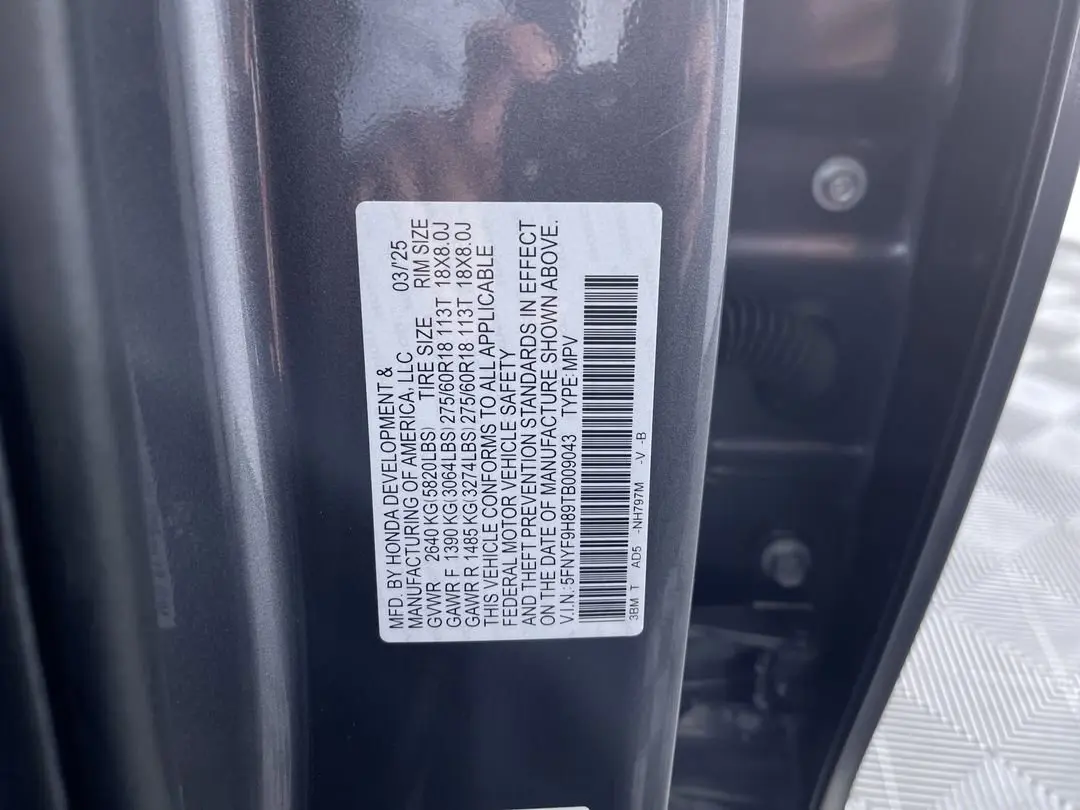 MFD. BY HONDA DEVELOPMENT &
MANUFACTURING OF AMERICA, LLC 03/'25
GVWR 2640 KG(5820LBS) TIRE SIZE RIM SIZE
GAWR F 1390 KG(3064LBS) 275/60R18 113T 18X8.0J
GAWR R 1485 KG(3274LBS) 275/60R18 113T 18X8.0J
THIS VEHICLE CONFORMS TO ALL APPLICABLE
FEDERAL MOTOR VEHICLE SAFETY
AND THEFT PREVENTION STANDARDS IN EFFECT
ON THE DATE OF MANUFACTURE SHOWN ABOVE.
V.I.N.: 5FNYF9H89TB009043 TYPE: MPV
3BM T AD5 -NH797M -V -B